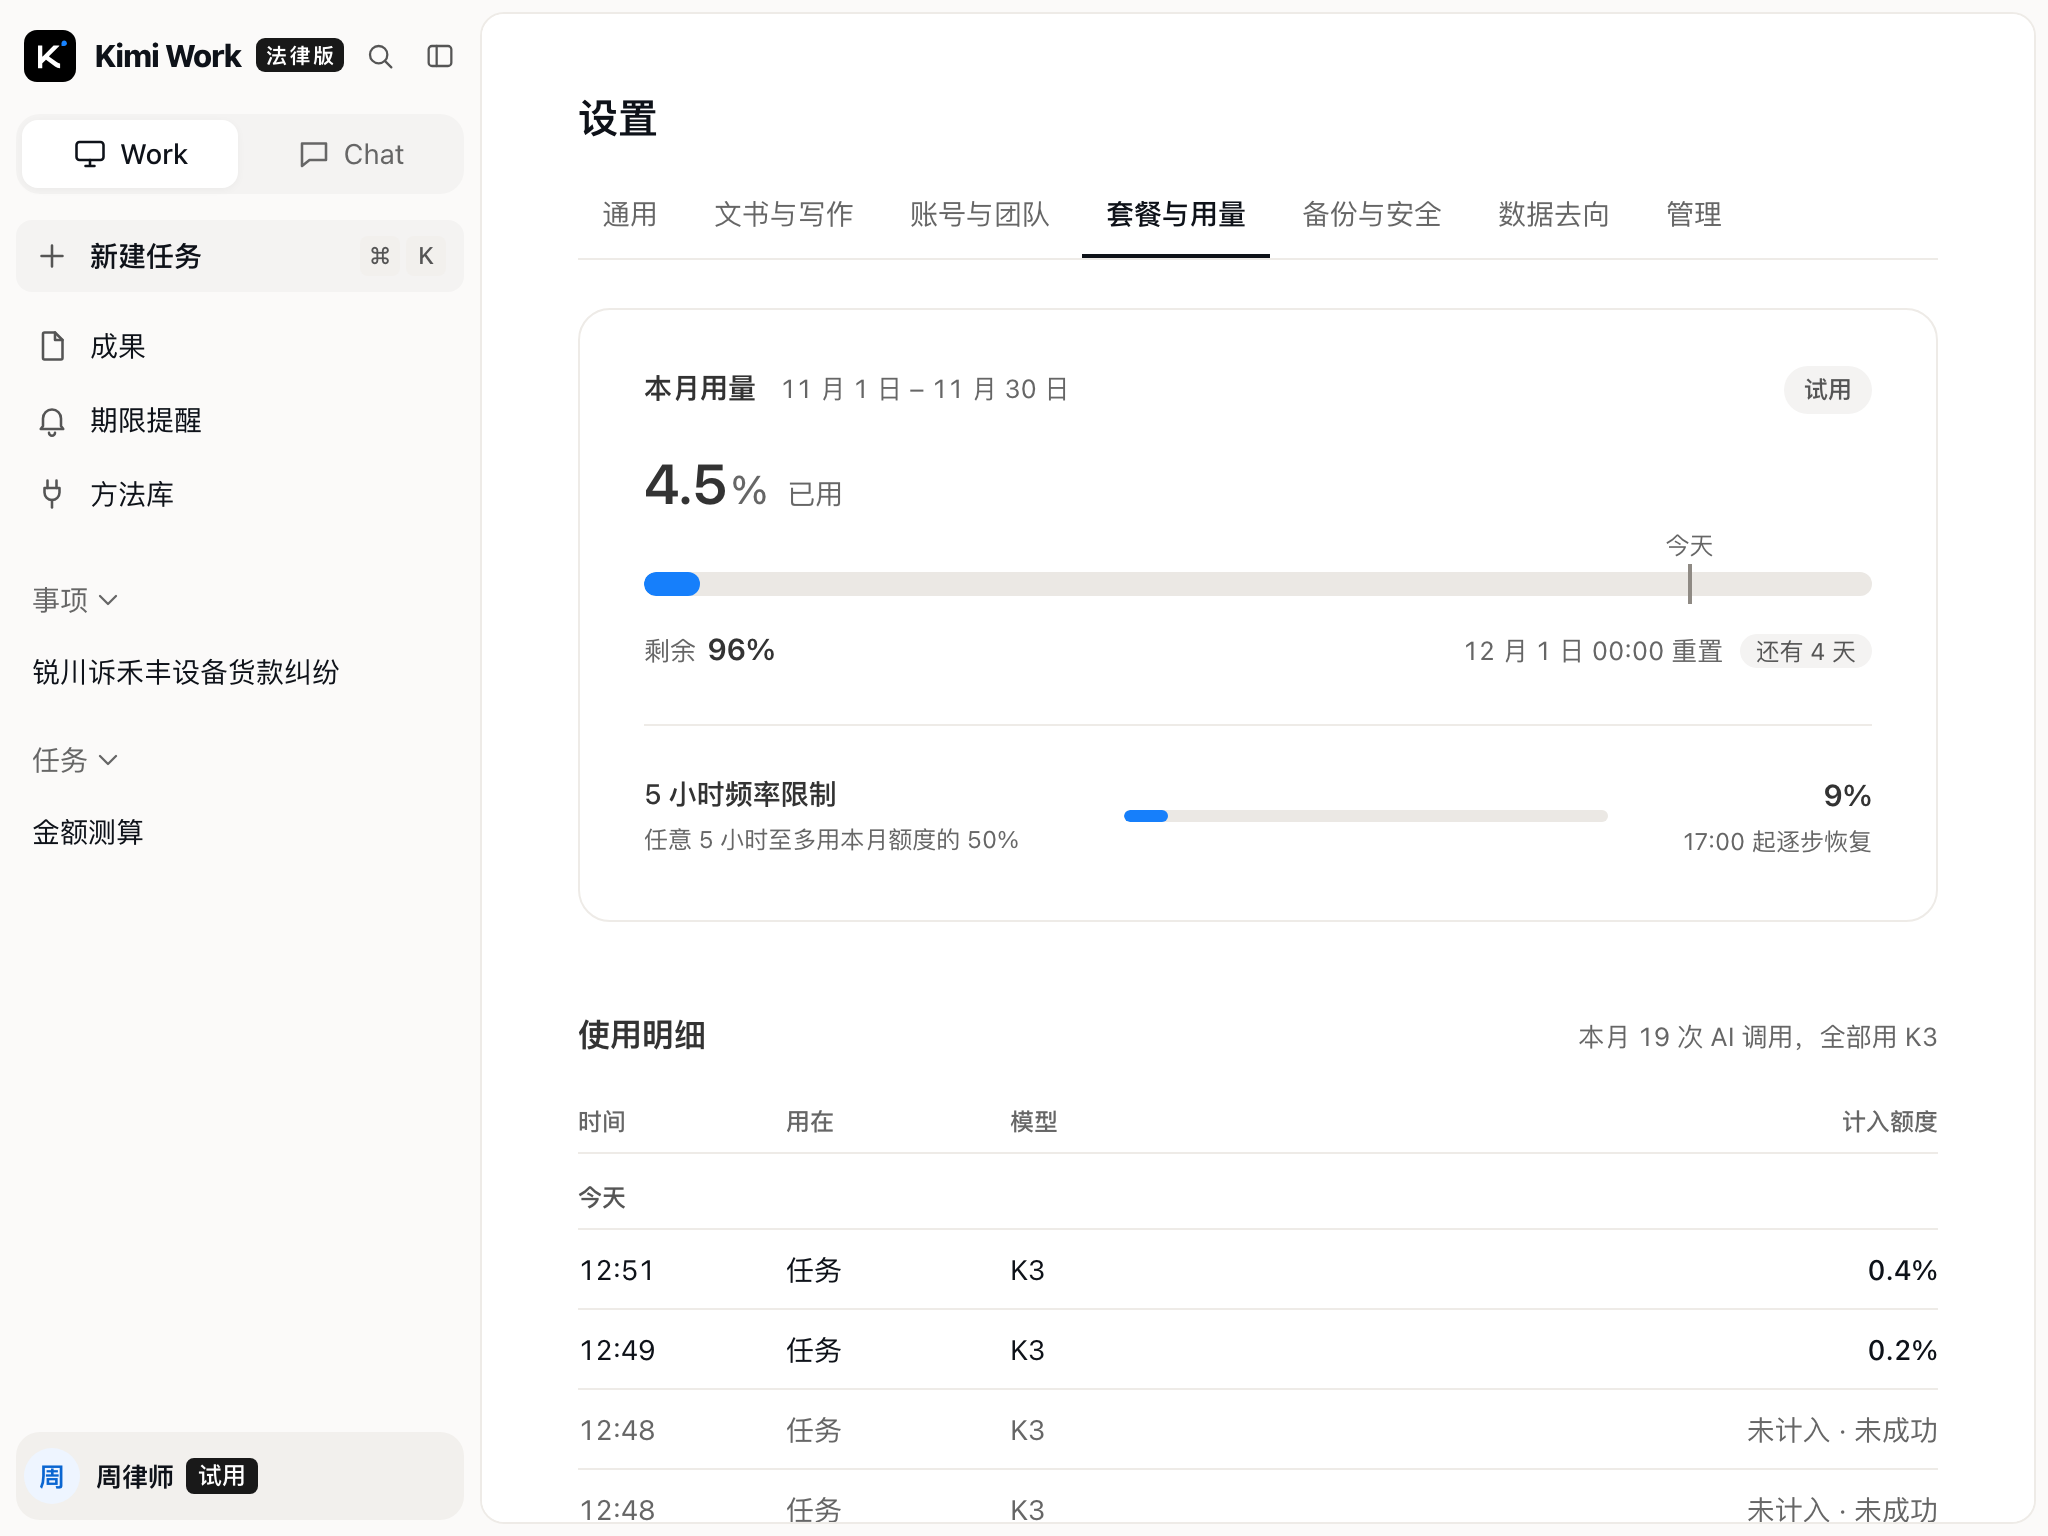 Kimi Work 法律版
Work
Chat
新建任务 ⌘ K
成果
期限提醒
方法库
事项
锐川诉禾丰设备货款纠纷
任务
金额测算
周 周律师 试用
设置
通用 文书与写作 账号与团队 套餐与用量 备份与安全 数据去向 管理
本月用量 11 月 1 日 – 11 月 30 日 试用
4.5% 已用
今天
剩余 96% 12 月 1 日 00:00 重置 还有 4 天
5 小时频率限制 9%
任意 5 小时至多用本月额度的 50% 17:00 起逐步恢复
使用明细 本月 19 次 AI 调用，全部用 K3
时间 用在 模型 计入额度
今天
12:51 任务 K3 0.4%
12:49 任务 K3 0.2%
12:48 任务 K3 未计入 · 未成功
12:48 任务 K3 未计入 · 未成功